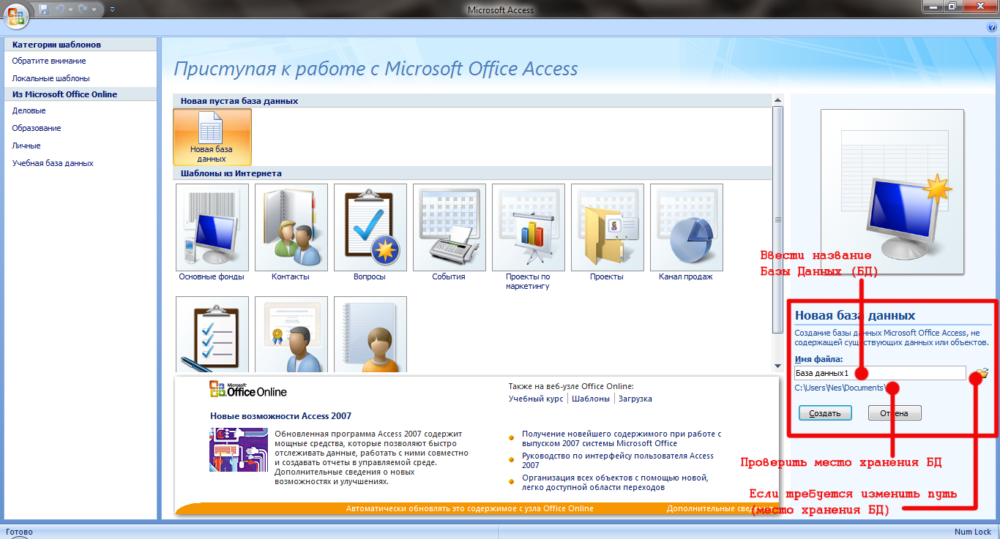 Microsoft Access
Категории шаблонов
Обратите внимание
Локальные шаблоны
Из Microsoft Office Online
Деловые
Образование
Личные
Учебная база данных
Приступая к работе с Microsoft Office Access
Новая пустая база данных
Новая база
данных
Шаблоны из Интернета
Основные фонды
Контакты
Вопросы
События
Проекты по
маркетингу
Проекты
Канал продаж
Microsoft
Office Online
Новые возможности Access 2007
Обновленная программа Access 2007 содержит
мощные средства, которые позволяют быстро
отслеживать данные, работать с ними совместно
и создавать отчеты в управляемой среде.
Дополнительные сведения о новых
возможностях и улучшениях.
Также на веб-узле Office Online:
Учебный курс | Шаблоны | Загрузка
Получение новейшего содержимого при работе с
выпуском 2007 системы Microsoft Office
Руководство по интерфейсу пользователя Access
2007
Организация всех объектов с помощью новой,
легко доступной области переходов
Автоматически обновлять это содержимое с узла Office Online
Дополнительные сведения
Ввести название
Базы Данных (БД)
Новая база данных
Создание базы данных Microsoft Office Access, не
содержащей существующих данных или объектов.
Имя файла:
База данных1
C:\Users\Nes\Documents\
Создать
Отмена
Проверить место хранения БД
Если требуется изменить путь
(место хранения БД)
Готово
Num Lock